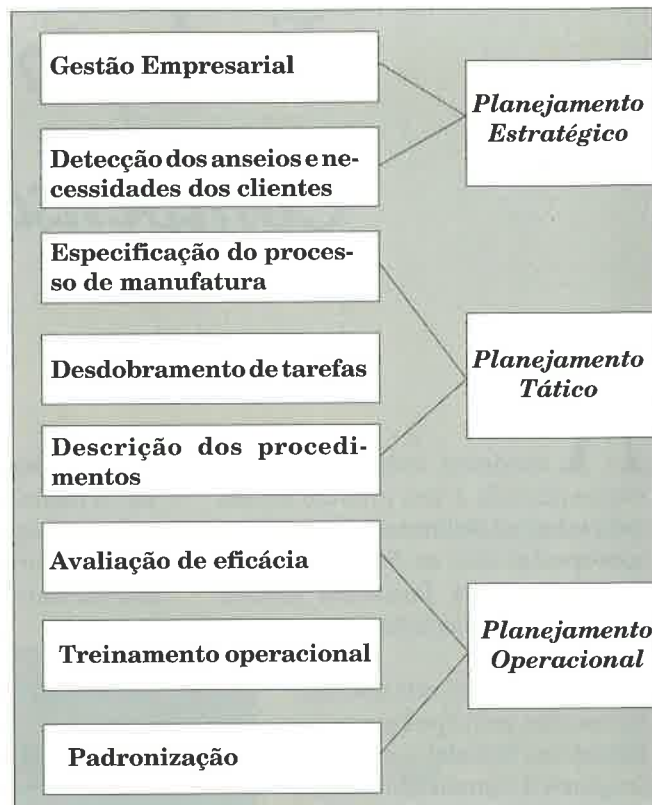 Gestão Empresarial
Detecção dos anseios e ne-
cessidades dos clientes
Planejamento
Estratégico
Especificação do proces-
so de manufatura
Desdobramento de tarefas
Descrição dos procedi-
mentos
Planejamento
Tático
Avaliação de eficácia
Treinamento operacional
Padronização
Planejamento
Operacional